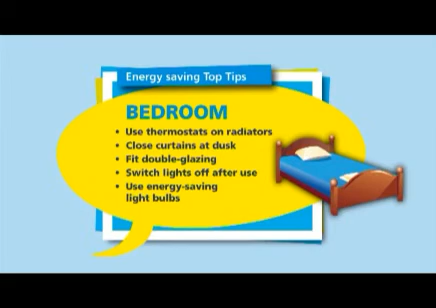 Energy saving Top Tips
BEDROOM
• Use thermostats on radiators
• Close curtains at dusk
• Fit double-glazing
• Switch lights off after use
• Use energy-saving
light bulbs